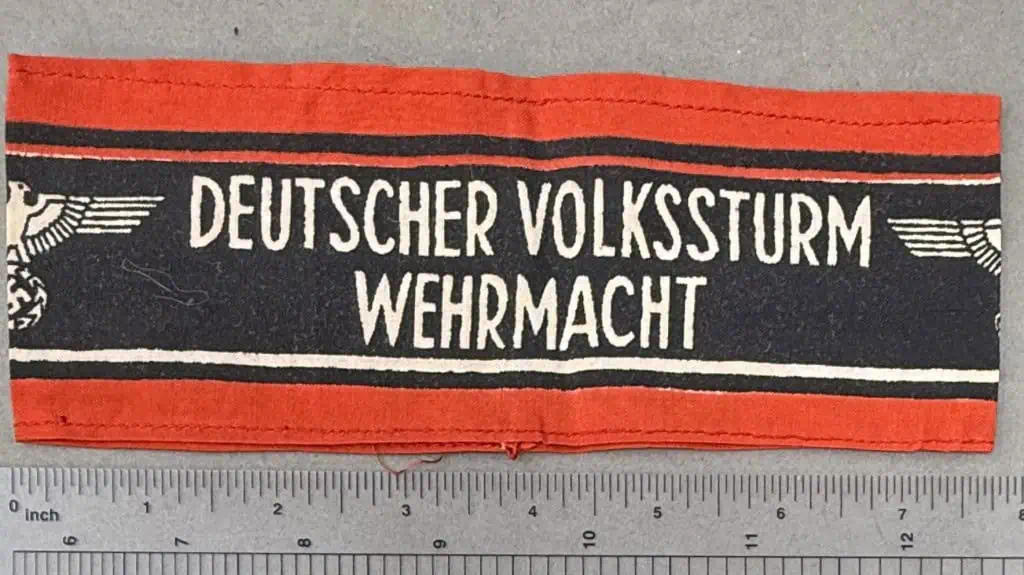 DEUTSCHER VOLKSSTURM
WEHRMACHT
0 inch 1 2 3 4 5 6 7 8
6 7 8 9 10 11 12